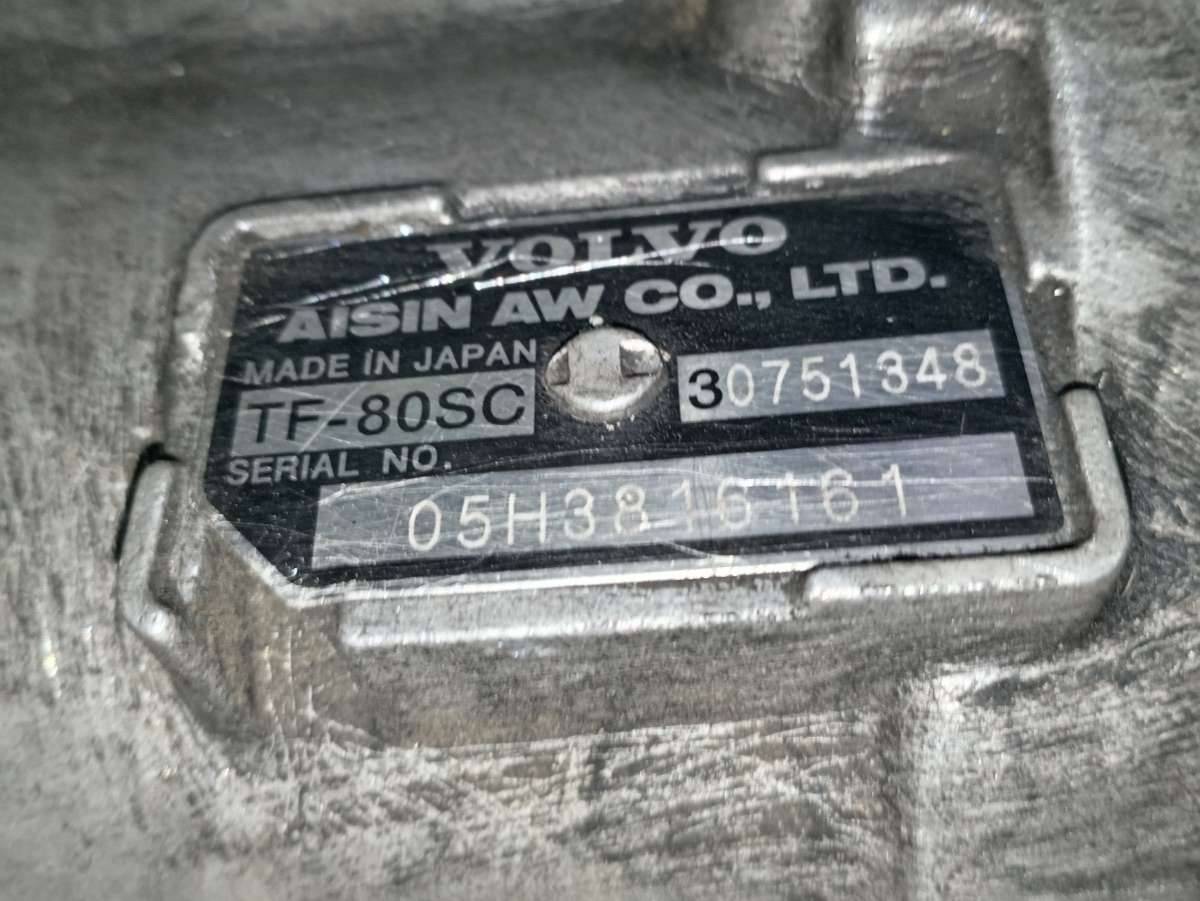 VOLVO
AISIN AW CO., LTD.
MADE IN JAPAN
TF-80SC
30751348
SERIAL NO.
05H3816161